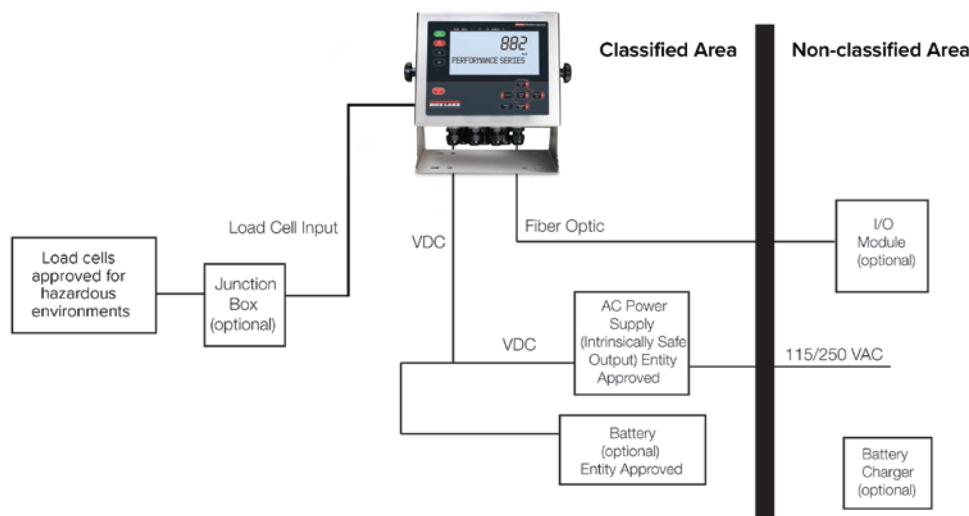 882
PERFORMANCE SERIES
RICE LAKE
Classified Area
Non-classified Area
Load Cell Input
VDC
Fiber Optic
I/O
Module
(optional)
Load cells
approved for
hazardous
environments
Junction
Box
(optional)
VDC
AC Power
Supply
(Intrinsically Safe
Output) Entity
Approved
115/250 VAC
Battery
(optional)
Entity Approved
Battery
Charger
(optional)